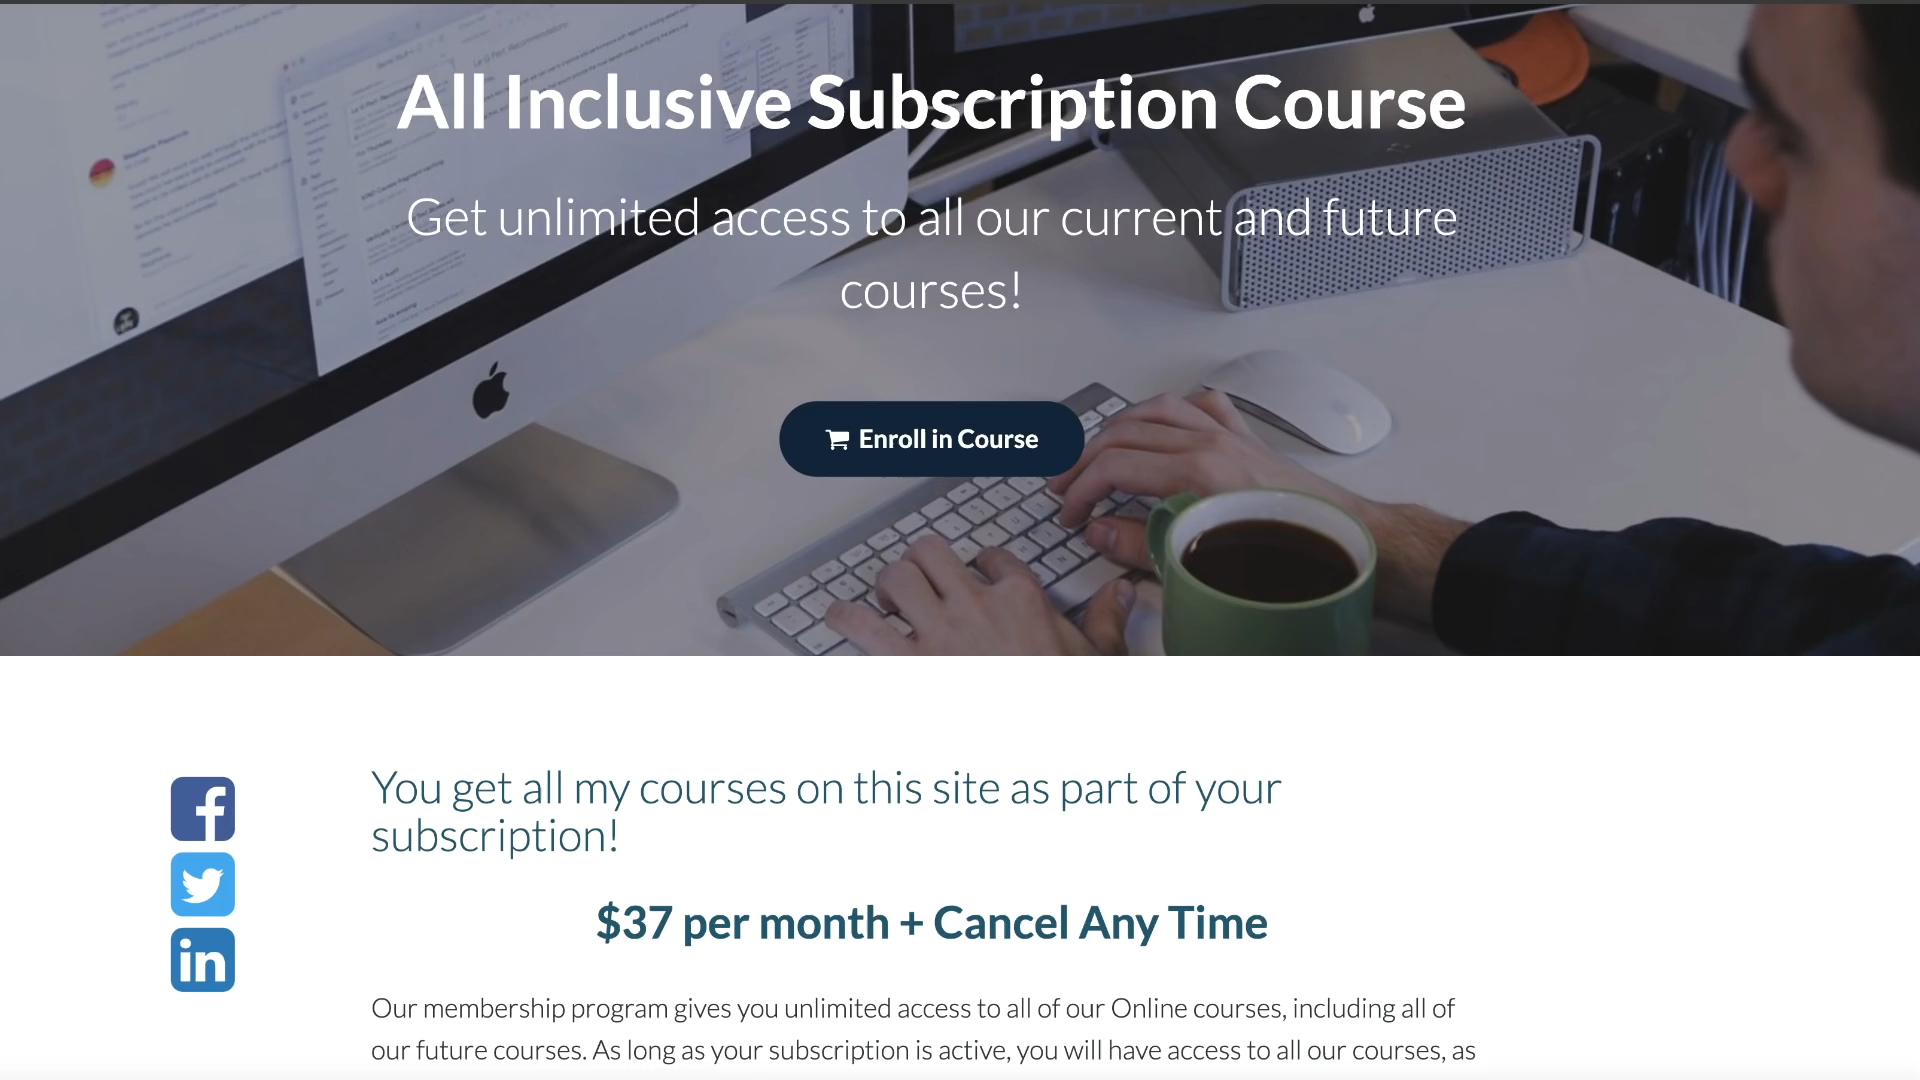 All Inclusive Subscription Course
Get unlimited access to all our current and future
courses!
Enroll in Course
You get all my courses on this site as part of your
subscription!
$37 per month + Cancel Any Time
Our membership program gives you unlimited access to all of our Online courses, including all of
our future courses. As long as your subscription is active, you will have access to all our courses, as